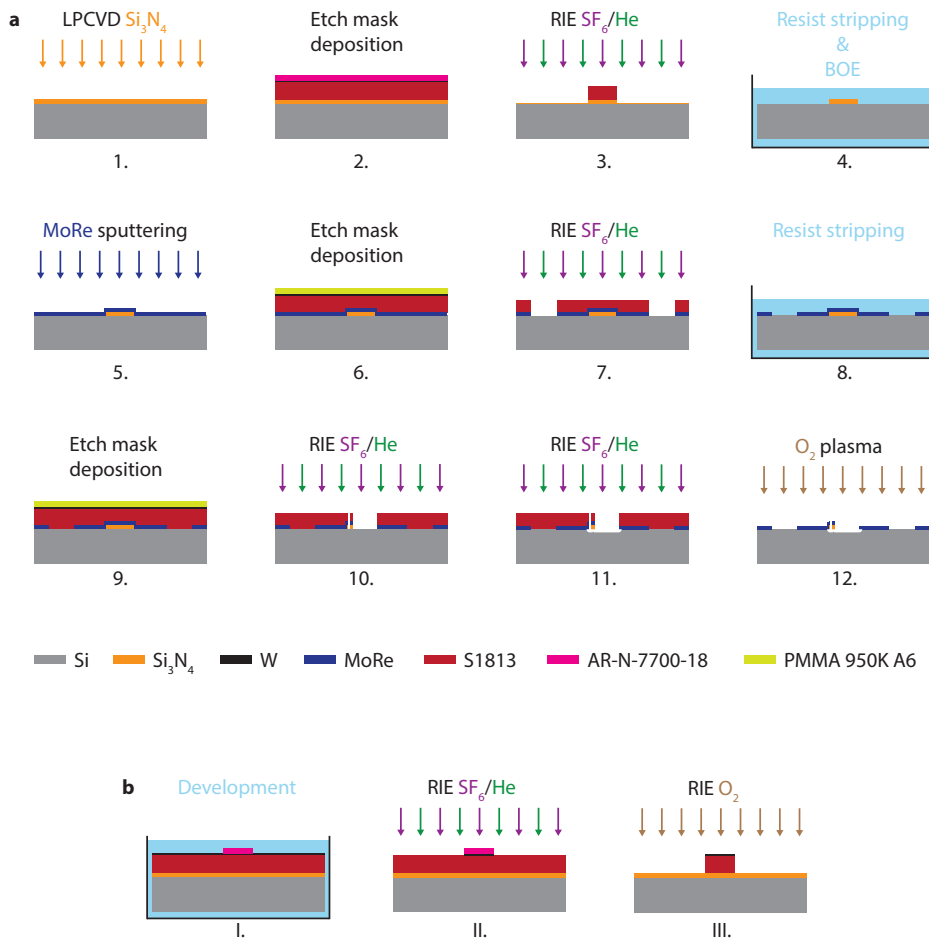 a
LPCVD Si₃N₄
1.
Etch mask
deposition
2.
RIE SF₆/He
3.
Resist stripping
&
BOE
4.
MoRe sputtering
5.
Etch mask
deposition
6.
RIE SF₆/He
7.
Resist stripping
8.
Etch mask
deposition
9.
RIE SF₆/He
10.
RIE SF₆/He
11.
O₂ plasma
12.
Si
Si₃N₄
W
MoRe
S1813
AR-N-7700-18
PMMA 950K A6
b
Development
I.
RIE SF₆/He
II.
RIE O₂
III.